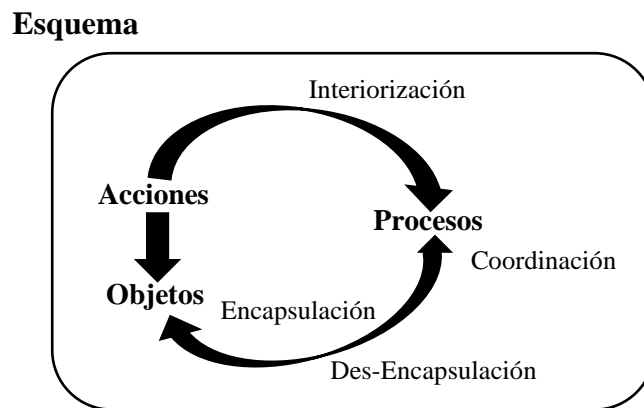 Esquema
Interiorización
Acciones
Procesos
Coordinación
Objetos
Encapsulación
Des-Encapsulación